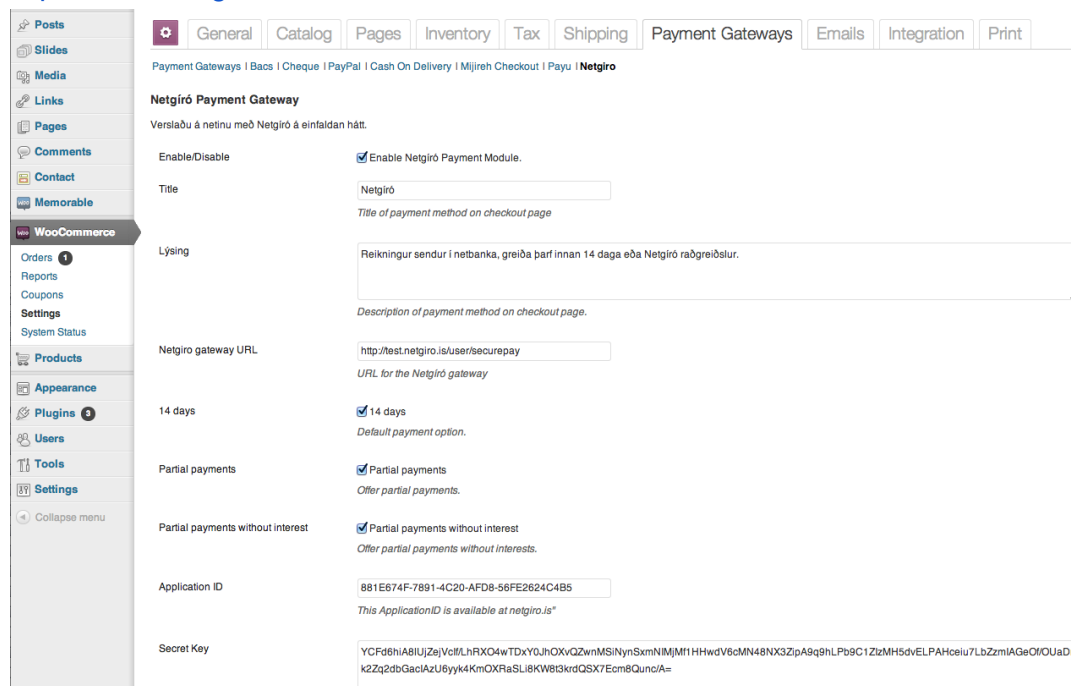 Posts
Slides
Media
Links
Pages
Comments
Contact
Memorable
WooCommerce
Orders 1
Reports
Coupons
Settings
System Status
Products
Appearance
Plugins 3
Users
Tools
Settings
Collapse menu
General Catalog Pages Inventory Tax Shipping Payment Gateways Emails Integration Print
Payment Gateways | Bacs | Cheque | PayPal | Cash On Delivery | Mijireh Checkout | Payu | Netgiro
Netgíró Payment Gateway
Verslaðu á netinu með Netgíró á einfaldan hátt.
Enable/Disable Enable Netgíró Payment Module.
Title Netgíró
Title of payment method on checkout page
Lýsing Reikningur sendur í netbanka, greiða þarf innan 14 daga eða Netgíró raðgreiðslur.
Description of payment method on checkout page.
Netgiro gateway URL http://test.netgiro.is/user/securepay
URL for the Netgíró gateway
14 days 14 days
Default payment option.
Partial payments Partial payments
Offer partial payments.
Partial payments without interest Partial payments without interest
Offer partial payments without interests.
Application ID 881E674F-7891-4C20-AFD8-56FE2624C4B5
This ApplicationID is available at netgiro.is"
Secret Key